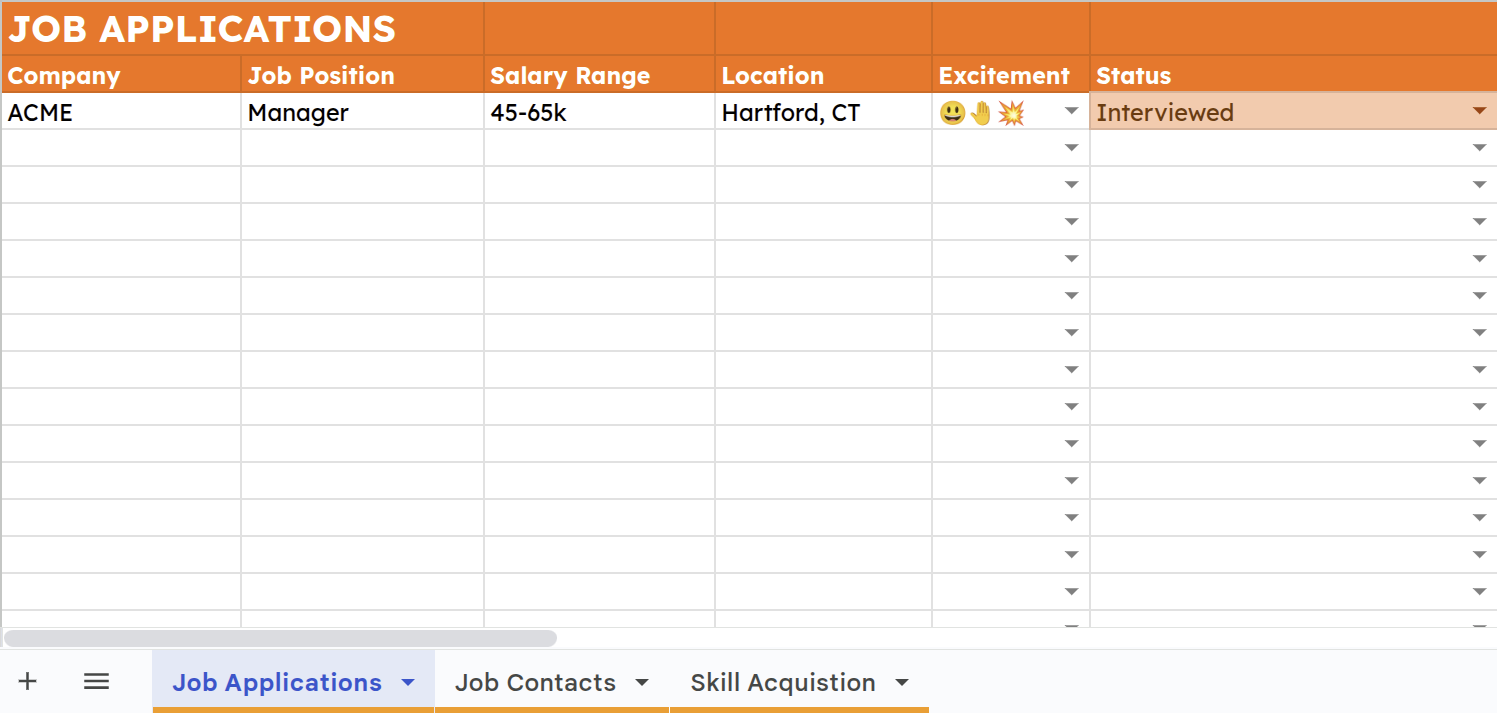 JOB APPLICATIONS
Company Job Position Salary Range Location Excitement Status
ACME Manager 45-65k Hartford, CT 😃🤚💥 Interviewed
Job Applications Job Contacts Skill Acquistion